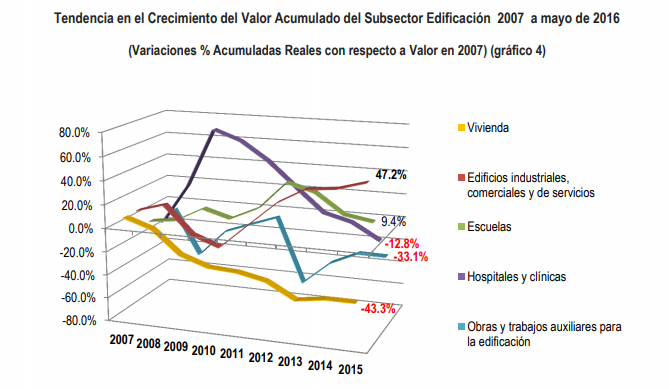 Tendencia en el Crecimiento del Valor Acumulado del Subsector Edificación 2007 a mayo de 2016
(Variaciones % Acumuladas Reales con respecto a Valor en 2007) (gráfico 4)
80.0%
60.0%
40.0%
20.0%
0.0%
-20.0%
-40.0%
-60.0%
-80.0%
2007
2008
2009
2010
2011
2012
2013
2014
2015
47.2%
9.4%
-12.8%
-33.1%
-43.3%
Vivienda
Edificios industriales,
comerciales y de servicios
Escuelas
Hospitales y clínicas
Obras y trabajos auxiliares para
la edificación